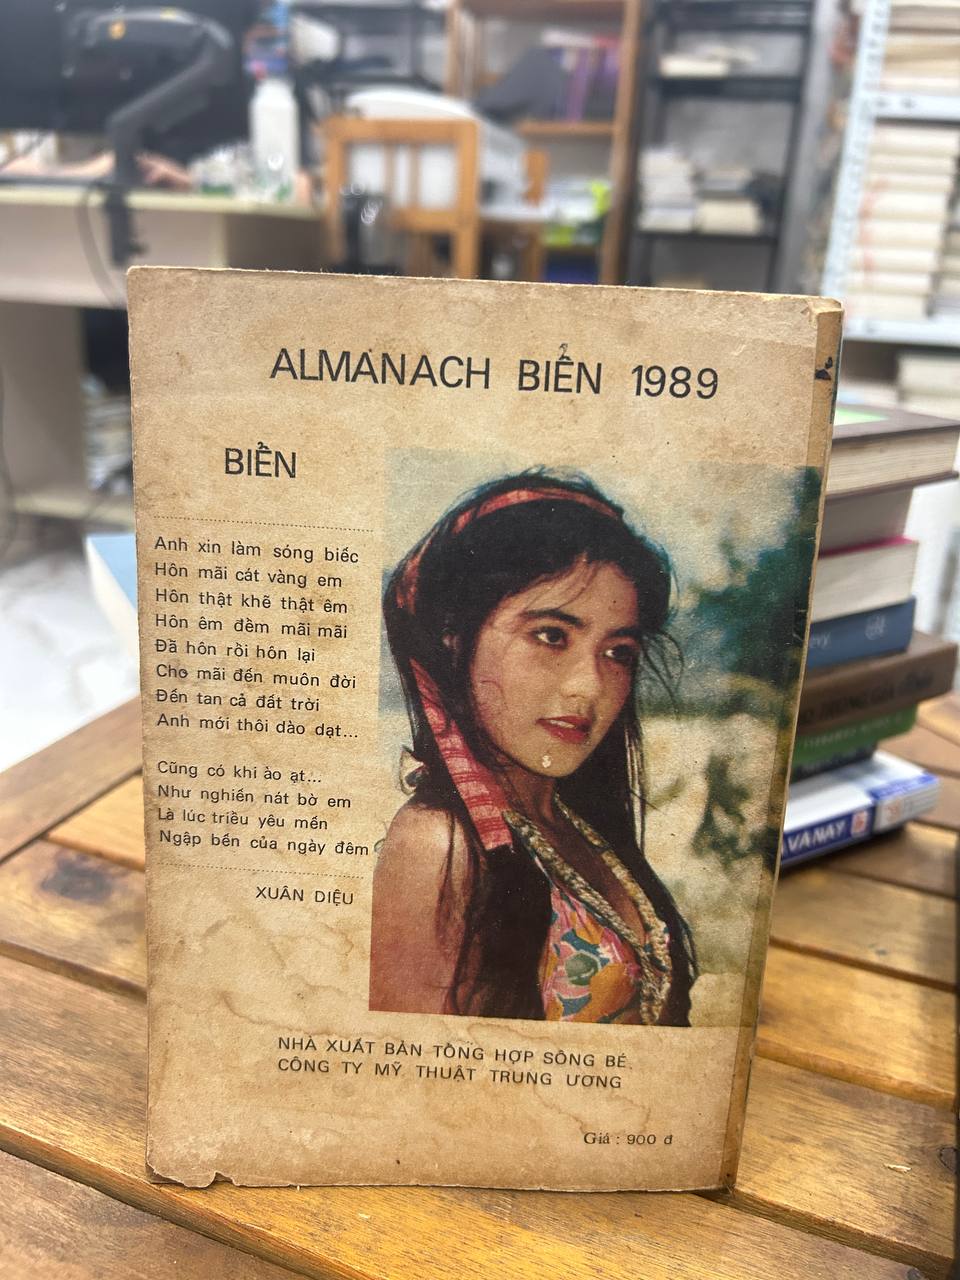 ALMANACH BIỂN 1989
BIỂN
Anh xin làm sóng biếc
Hôn mãi cát vàng em
Hôn thật khẽ thật êm
Hôn êm đềm mãi mãi
Đã hôn rồi hôn lại
Cho mãi đến muôn đời
Đến tan cả đất trời
Anh mới thôi dào dạt...
Cũng có khi ào ạt...
Như nghiến nát bờ em
Là lúc triều yêu mến
Ngập bến của ngày đêm
XUÂN DIỆU
NHÀ XUẤT BẢN TỔNG HỢP SÔNG BÉ
CÔNG TY MỸ THUẬT TRUNG ƯƠNG
Giá : 900 đ
AVANAY